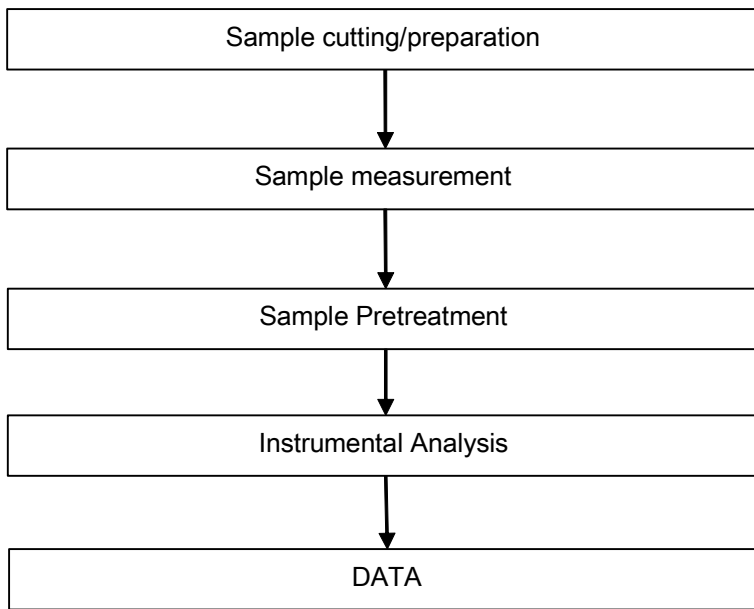 Sample cutting/preparation
Sample measurement
Sample Pretreatment
Instrumental Analysis
DATA